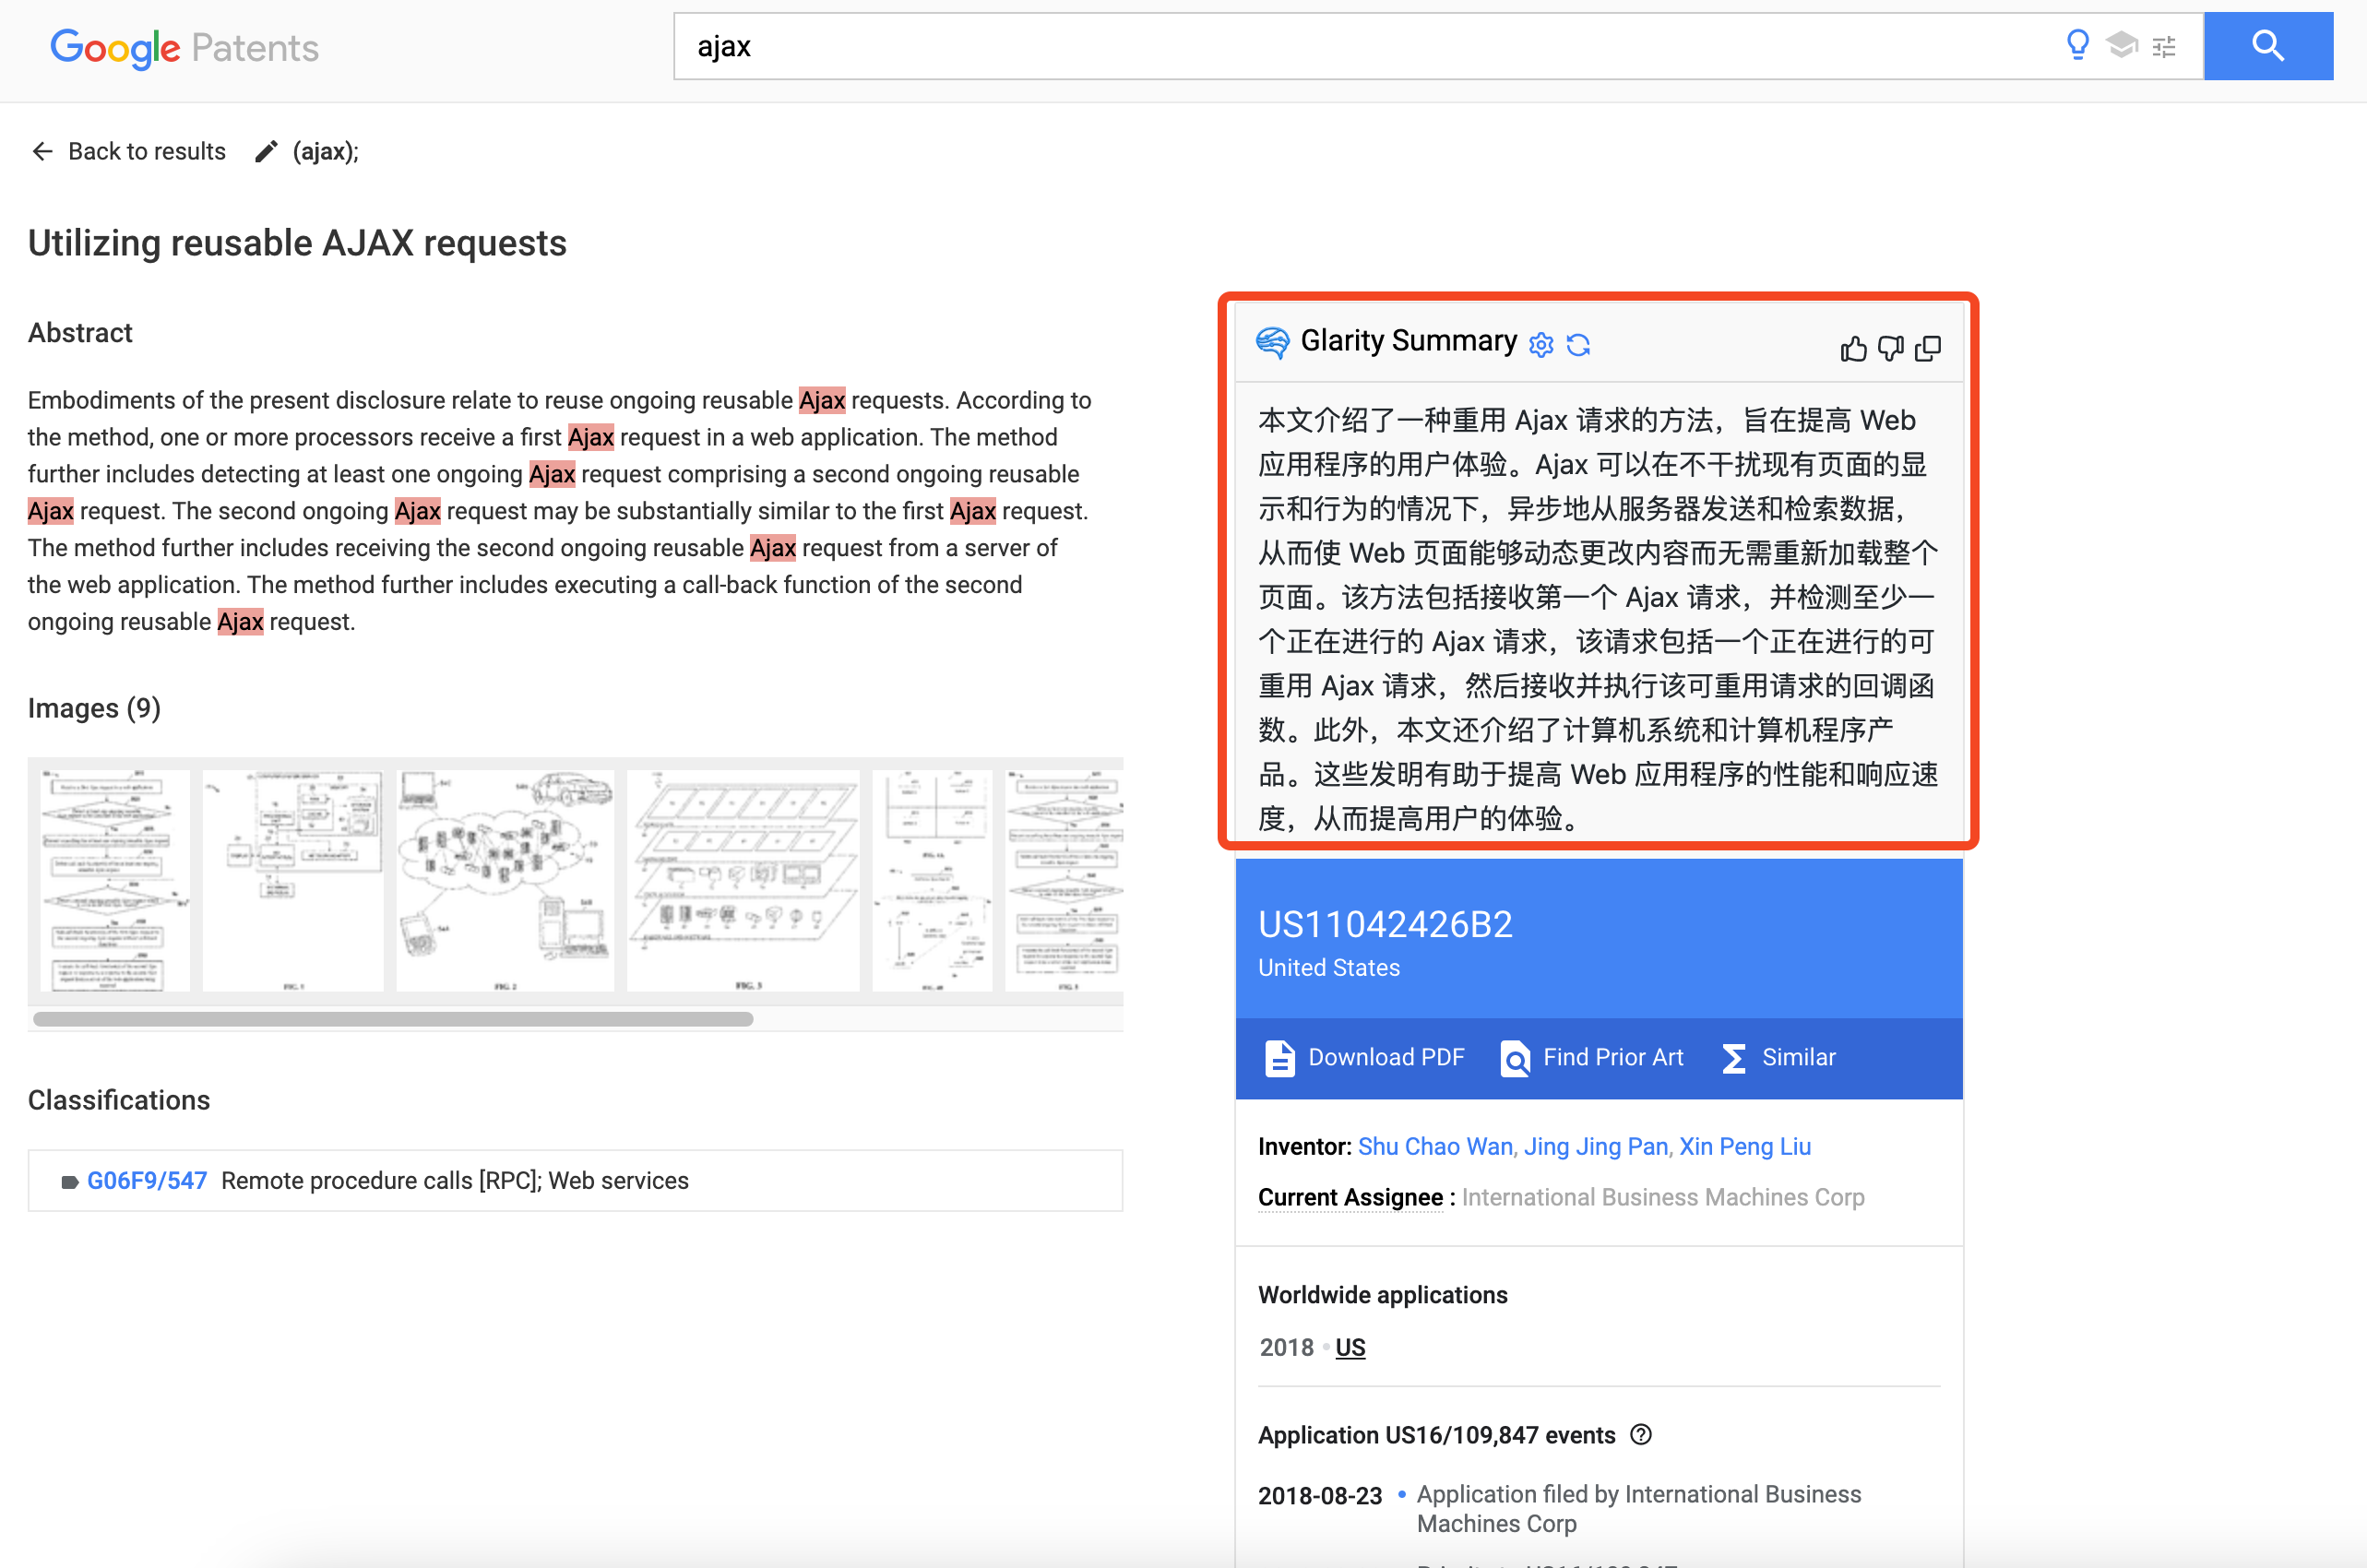 Google Patents
ajax
Back to results (ajax);
Utilizing reusable AJAX requests
Abstract
Embodiments of the present disclosure relate to reuse ongoing reusable Ajax requests. According to
the method, one or more processors receive a first Ajax request in a web application. The method
further includes detecting at least one ongoing Ajax request comprising a second ongoing reusable
Ajax request. The second ongoing Ajax request may be substantially similar to the first Ajax request.
The method further includes receiving the second ongoing reusable Ajax request from a server of
the web application. The method further includes executing a call-back function of the second
ongoing reusable Ajax request.
Images (9)
FIG. 1
FIG. 2
FIG. 3
Classifications
G06F9/547 Remote procedure calls [RPC]; Web services
Glarity Summary
本文介绍了一种重用 Ajax 请求的方法，旨在提高 Web
应用程序的用户体验。Ajax 可以在不干扰现有页面的显
示和行为的情况下，异步地从服务器发送和检索数据，
从而使 Web 页面能够动态更改内容而无需重新加载整个
页面。该方法包括接收第一个 Ajax 请求，并检测至少一
个正在进行的 Ajax 请求，该请求包括一个正在进行的可
重用 Ajax 请求，然后接收并执行该可重用请求的回调函
数。此外，本文还介绍了计算机系统和计算机程序产
品。这些发明有助于提高 Web 应用程序的性能和响应速
度，从而提高用户的体验。
US11042426B2
United States
Download PDF Find Prior Art Similar
Inventor: Shu Chao Wan, Jing Jing Pan, Xin Peng Liu
Current Assignee : International Business Machines Corp
Worldwide applications
2018 • US
Application US16/109,847 events
2018-08-23 • Application filed by International Business
Machines Corp